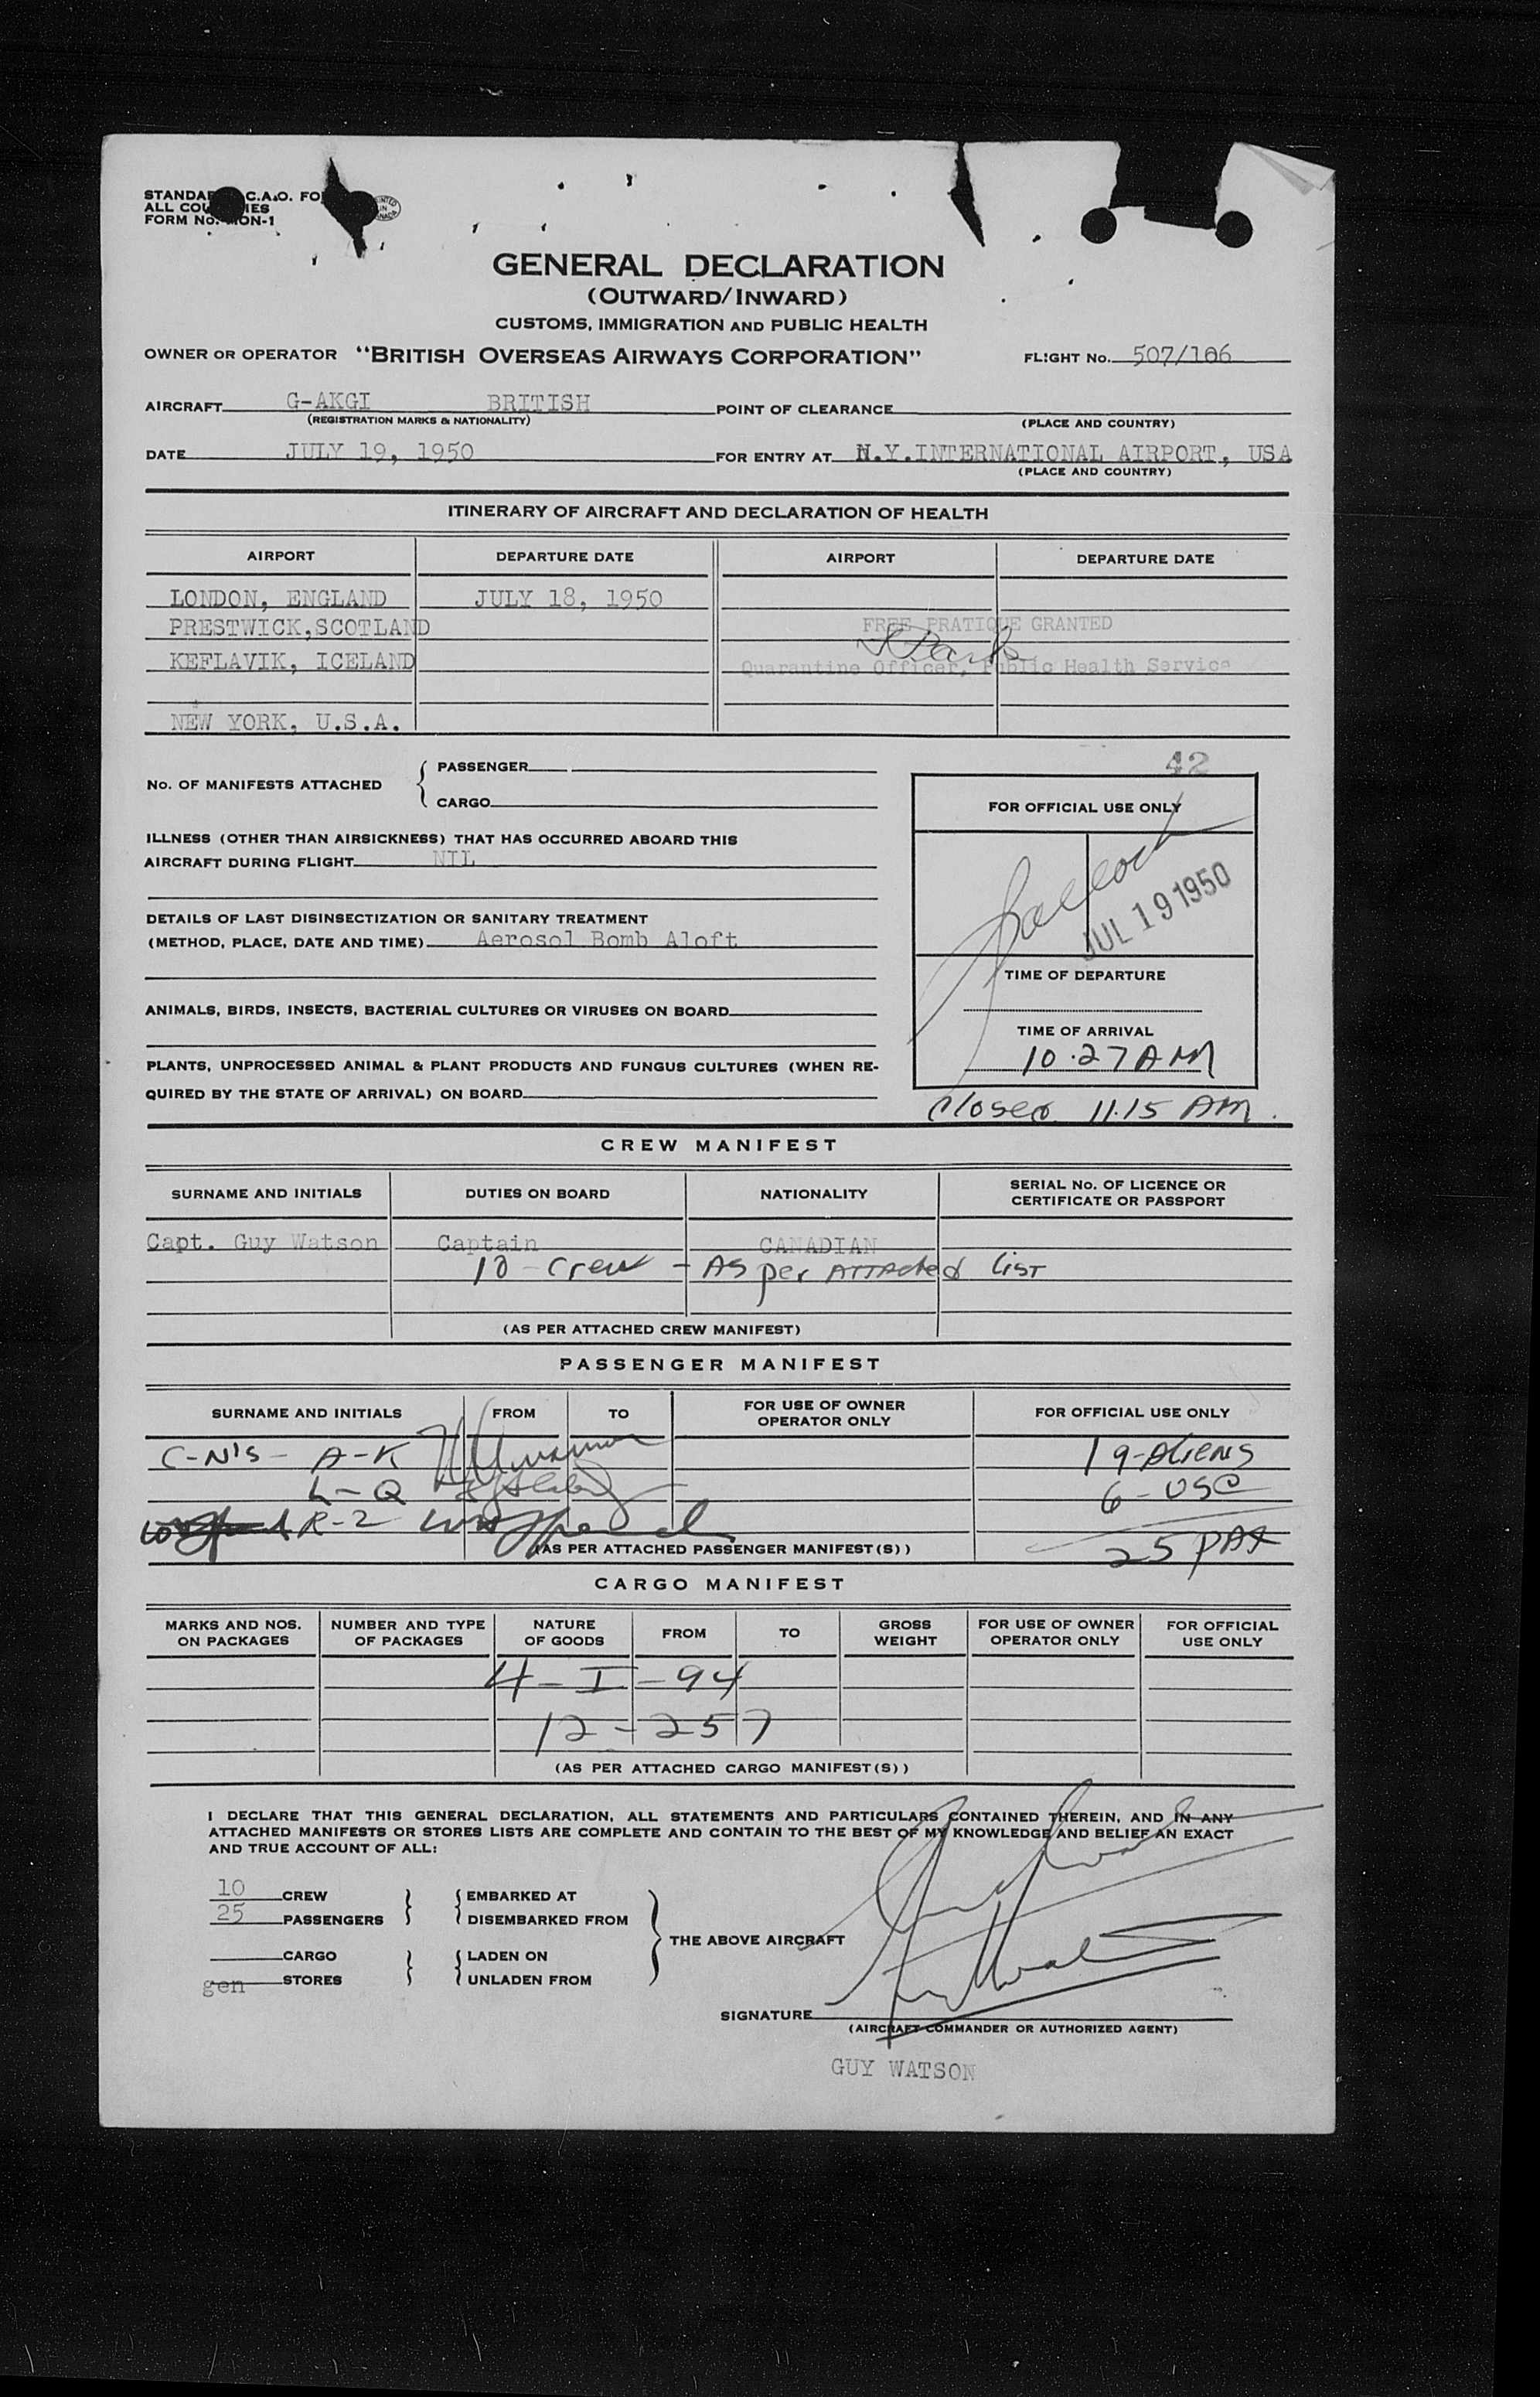 STANDA C.A.O. FO
ALL COU IES
FORM No. ON-1
GENERAL DECLARATION
(OUTWARD/INWARD)
CUSTOMS, IMMIGRATION AND PUBLIC HEALTH
OWNER OR OPERATOR "BRITISH OVERSEAS AIRWAYS CORPORATION" FLIGHT No. 507/106
AIRCRAFT G-AKGI BRITISH POINT OF CLEARANCE
(REGISTRATION MARKS & NATIONALITY) (PLACE AND COUNTRY)
DATE JULY 19, 1950 FOR ENTRY AT N.Y.INTERNATIONAL AIRPORT, USA
(PLACE AND COUNTRY)
ITINERARY OF AIRCRAFT AND DECLARATION OF HEALTH
AIRPORT DEPARTURE DATE AIRPORT DEPARTURE DATE
LONDON, ENGLAND JULY 18, 1950
PRESTWICK,SCOTLAND FREE PRATIQUE GRANTED
KEFLAVIK, ICELAND Quarantine Officer, Public Health Service
NEW YORK, U.S.A.
42
No. OF MANIFESTS ATTACHED { PASSENGER
CARGO
FOR OFFICIAL USE ONLY
ILLNESS (OTHER THAN AIRSICKNESS) THAT HAS OCCURRED ABOARD THIS
AIRCRAFT DURING FLIGHT NIL
JUL 19 1950
DETAILS OF LAST DISINSECTIZATION OR SANITARY TREATMENT
(METHOD, PLACE, DATE AND TIME) Aerosol Bomb Aloft
TIME OF DEPARTURE
ANIMALS, BIRDS, INSECTS, BACTERIAL CULTURES OR VIRUSES ON BOARD
TIME OF ARRIVAL
10.27 AM
PLANTS, UNPROCESSED ANIMAL & PLANT PRODUCTS AND FUNGUS CULTURES (WHEN RE-
QUIRED BY THE STATE OF ARRIVAL) ON BOARD
Closed 11.15 AM.
CREW MANIFEST
SURNAME AND INITIALS DUTIES ON BOARD NATIONALITY SERIAL No. OF LICENCE OR
CERTIFICATE OR PASSPORT
Capt. Guy Watson Captain CANADIAN
10 - Crew - As per ATTAched LisT
(AS PER ATTACHED CREW MANIFEST)
PASSENGER MANIFEST
SURNAME AND INITIALS FROM TO FOR USE OF OWNER
OPERATOR ONLY FOR OFFICIAL USE ONLY
C-N's - A-K 19-Aliens
L-Q 6-USC
R-Z
(AS PER ATTACHED PASSENGER MANIFEST(S)) 25 PAX
CARGO MANIFEST
MARKS AND NOS.
ON PACKAGES NUMBER AND TYPE
OF PACKAGES NATURE
OF GOODS FROM TO GROSS
WEIGHT FOR USE OF OWNER
OPERATOR ONLY FOR OFFICIAL
USE ONLY
4-I-94
12-257
(AS PER ATTACHED CARGO MANIFEST(S))
I DECLARE THAT THIS GENERAL DECLARATION, ALL STATEMENTS AND PARTICULARS CONTAINED THEREIN, AND IN ANY
ATTACHED MANIFESTS OR STORES LISTS ARE COMPLETE AND CONTAIN TO THE BEST OF MY KNOWLEDGE AND BELIEF AN EXACT
AND TRUE ACCOUNT OF ALL:
10 CREW } { EMBARKED AT
25 PASSENGERS DISEMBARKED FROM
THE ABOVE AIRCRAFT
CARGO } { LADEN ON
gen STORES UNLADEN FROM
SIGNATURE
(AIRCRAFT COMMANDER OR AUTHORIZED AGENT)
GUY WATSON